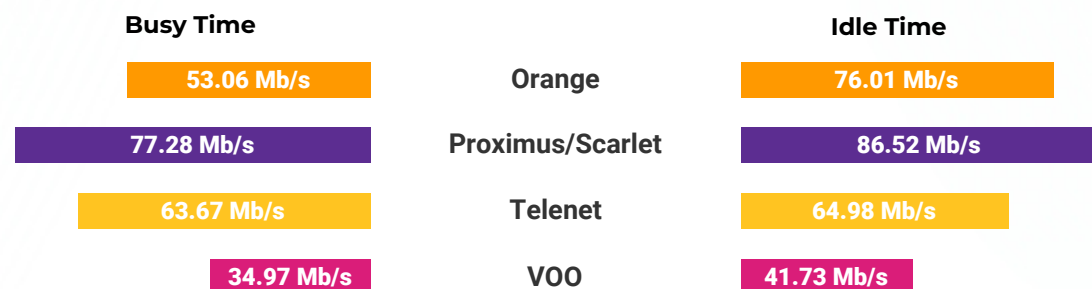 Busy Time Idle Time
53.06 Mb/s Orange 76.01 Mb/s
77.28 Mb/s Proximus/Scarlet 86.52 Mb/s
63.67 Mb/s Telenet 64.98 Mb/s
34.97 Mb/s VOO 41.73 Mb/s